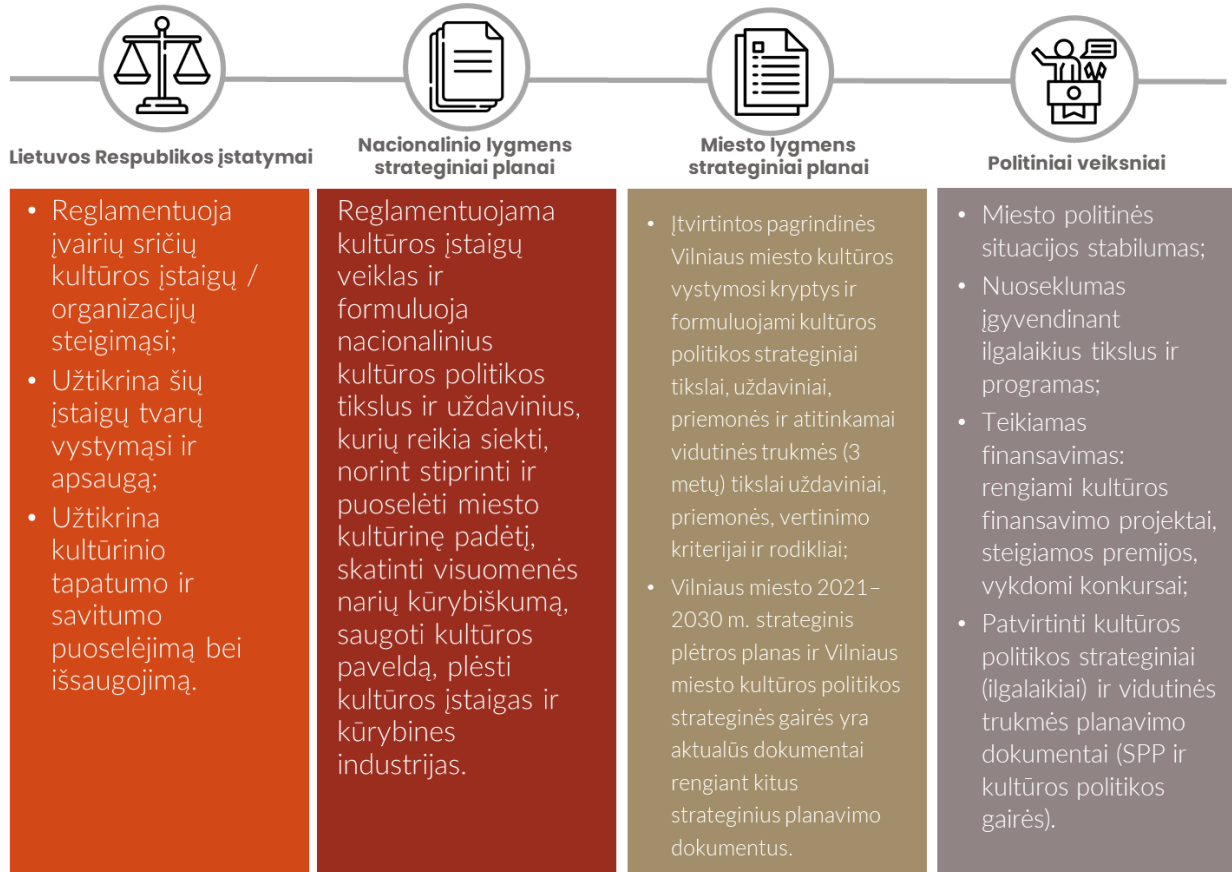 Lietuvos Respublikos įstatymai
Nacionalinio lygmens
strateginiai planai
Miesto lygmens
strateginiai planai
Politiniai veiksniai
• Reglamentuoja
įvairių sričių
kultūros įstaigų /
organizacijų
steigimąsi;
• Užtikrina šių
įstaigų tvarų
vystymąsi ir
apsaugą;
• Užtikrina
kultūrinio
tapatumo ir
savitumo
puoselėjimą bei
išsaugojimą.
Reglamentuojama
kultūros įstaigų
veiklas ir
formuluoja
nacionalinius
kultūros politikos
tikslus ir uždavinius,
kurių reikia siekti,
norint stiprinti ir
puoselėti miesto
kultūrinę padėtį,
skatinti visuomenės
narių kūrybiškumą,
saugoti kultūros
paveldą, plėsti
kultūros įstaigas ir
kūrybines
industrijas.
• Įtvirtintos pagrindinės
Vilniaus miesto kultūros
vystymosi kryptys ir
formuluojami kultūros
politikos strateginiai
tikslai, uždaviniai,
priemonės ir atitinkamai
vidutinės trukmės (3
metų) tikslai uždaviniai,
priemonės, vertinimo
kriterijai ir rodikliai;
• Vilniaus miesto 2021–
2030 m. strateginis
plėtros planas ir Vilniaus
miesto kultūros politikos
strateginės gairės yra
aktualūs dokumentai
rengiant kitus
strateginius planavimo
dokumentus.
• Miesto politinės
situacijos stabilumas;
• Nuoseklumas
įgyvendinant
ilgalaikius tikslus ir
programas;
• Teikiamas
finansavimas:
rengiami kultūros
finansavimo projektai,
steigiamos premijos,
vykdomi konkursai;
• Patvirtinti kultūros
politikos strateginiai
(ilgalaikiai) ir vidutinės
trukmės planavimo
dokumentai (SPP ir
kultūros politikos
gairės).